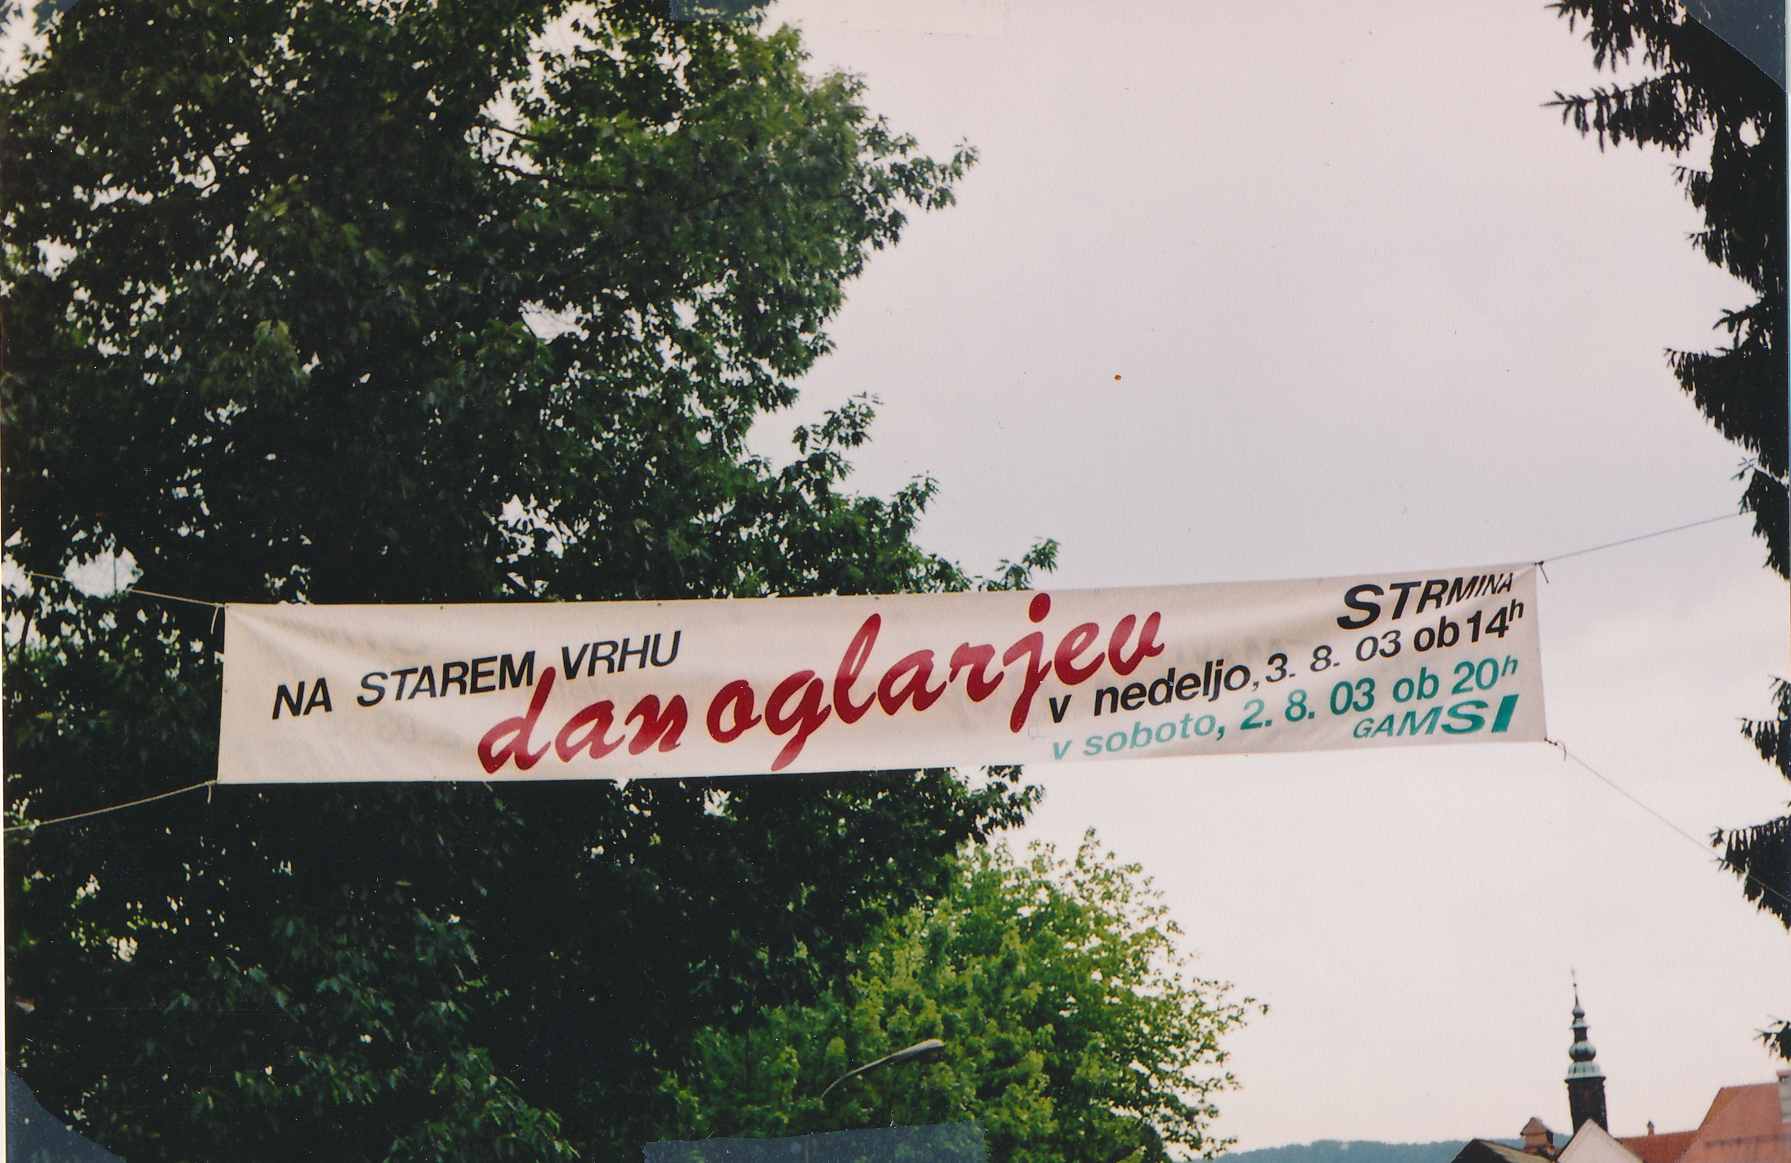 NA STAREM VRHU
dan oglarjev
STRMINA
v nedeljo, 3. 8. 03 ob 14h
v soboto, 2. 8. 03 ob 20h
GAMSI